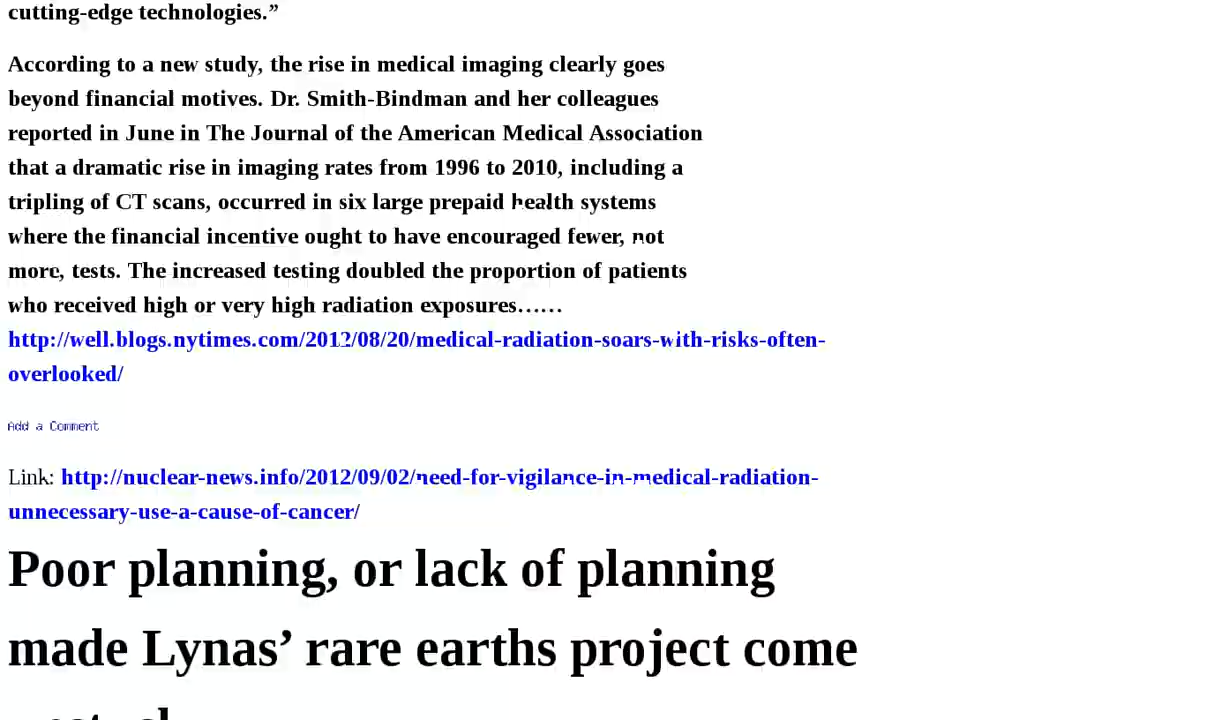 cutting-edge technologies.”
According to a new study, the rise in medical imaging clearly goes
beyond financial motives. Dr. Smith-Bindman and her colleagues
reported in June in The Journal of the American Medical Association
that a dramatic rise in imaging rates from 1996 to 2010, including a
tripling of CT scans, occurred in six large prepaid health systems
where the financial incentive ought to have encouraged fewer, not
more, tests. The increased testing doubled the proportion of patients
who received high or very high radiation exposures……
http://well.blogs.nytimes.com/2012/08/20/medical-radiation-soars-with-risks-often-
overlooked/
Add a Comment
Link: http://nuclear-news.info/2012/09/02/need-for-vigilance-in-medical-radiation-
unnecessary-use-a-cause-of-cancer/
Poor planning, or lack of planning
made Lynas’ rare earths project come